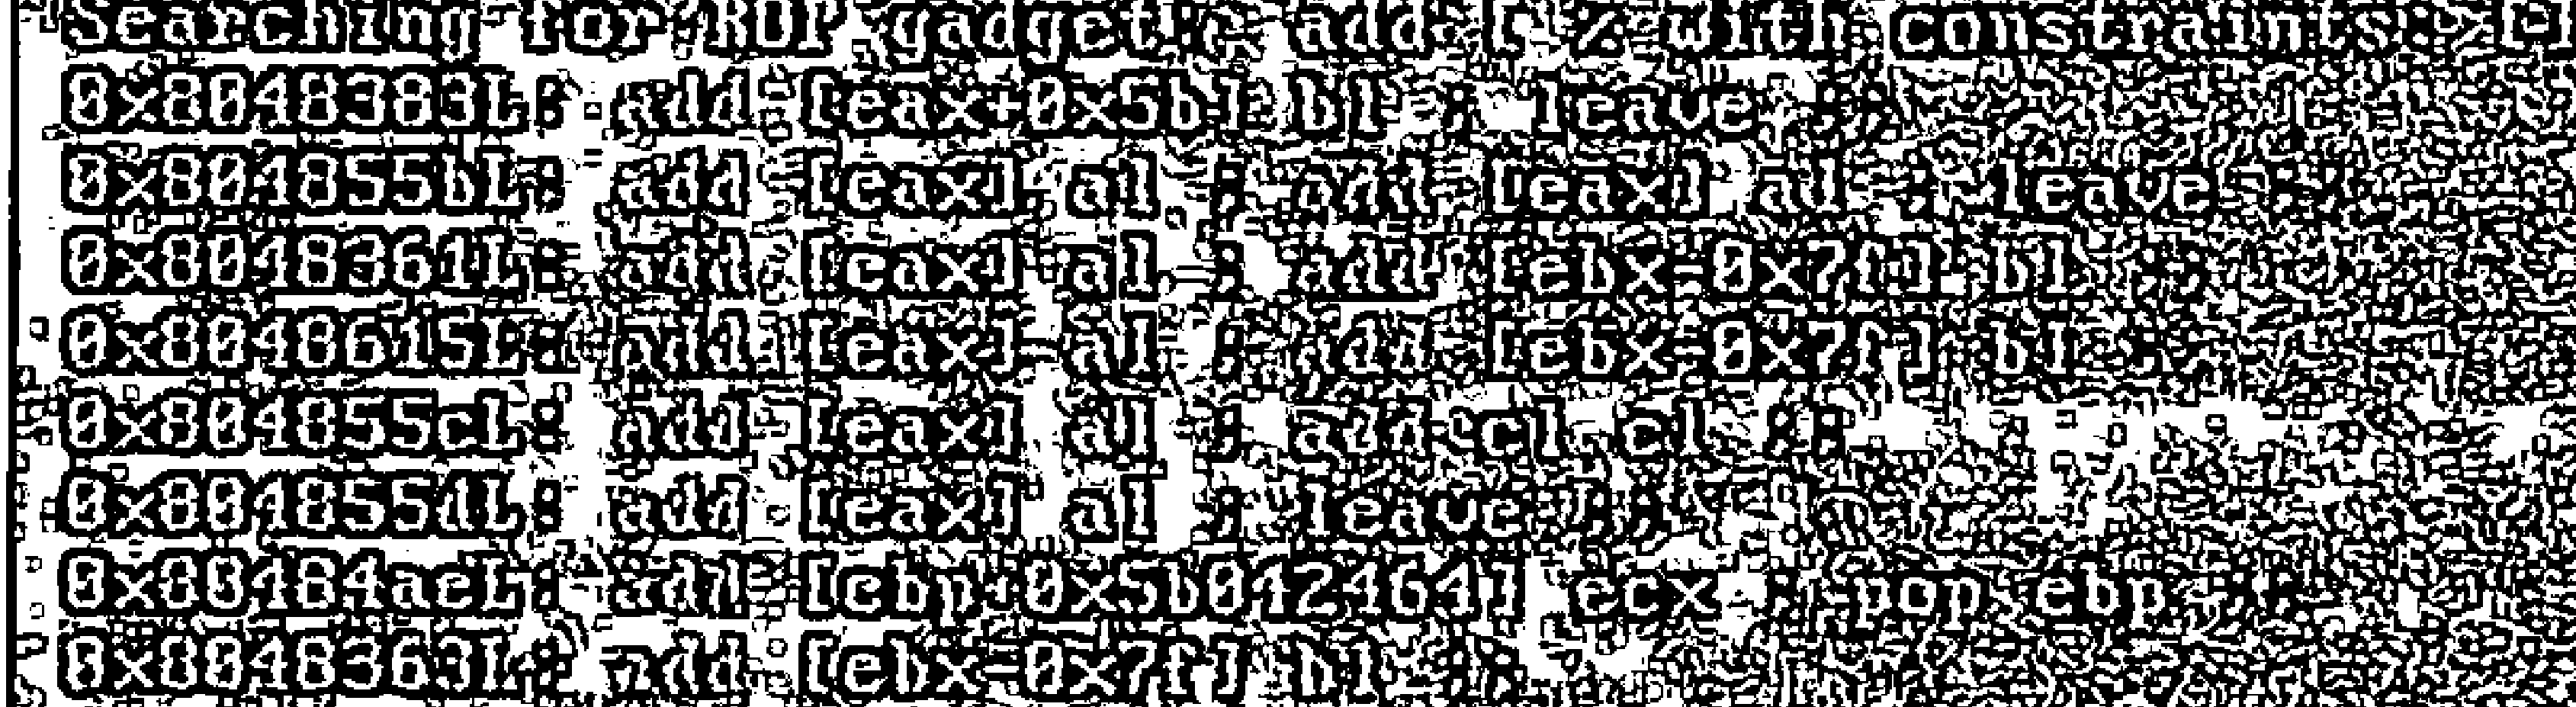 Searching for ROP gadget: add [ % with constraints:
0x8048383L: add [eax+0x5b] bl ; leave ;;
0x804855bL: add [eax] al ; add [eax] al ; leave ;;
0x8048361L: add [eax] al ; add [ebx-0x7f] bl ;;
0x8048615L: add [eax] al ; add [ebx-0x7f] bl ;;
0x804855cL: add [eax] al ; add cl cl ;;
0x804855dL: add [eax] al ; leave ;;
0x80484aeL: add [ebp+0x5b042464] ecx ; pop ebp ;;
0x8048363L: add [ebx-0x7f] bl ;;